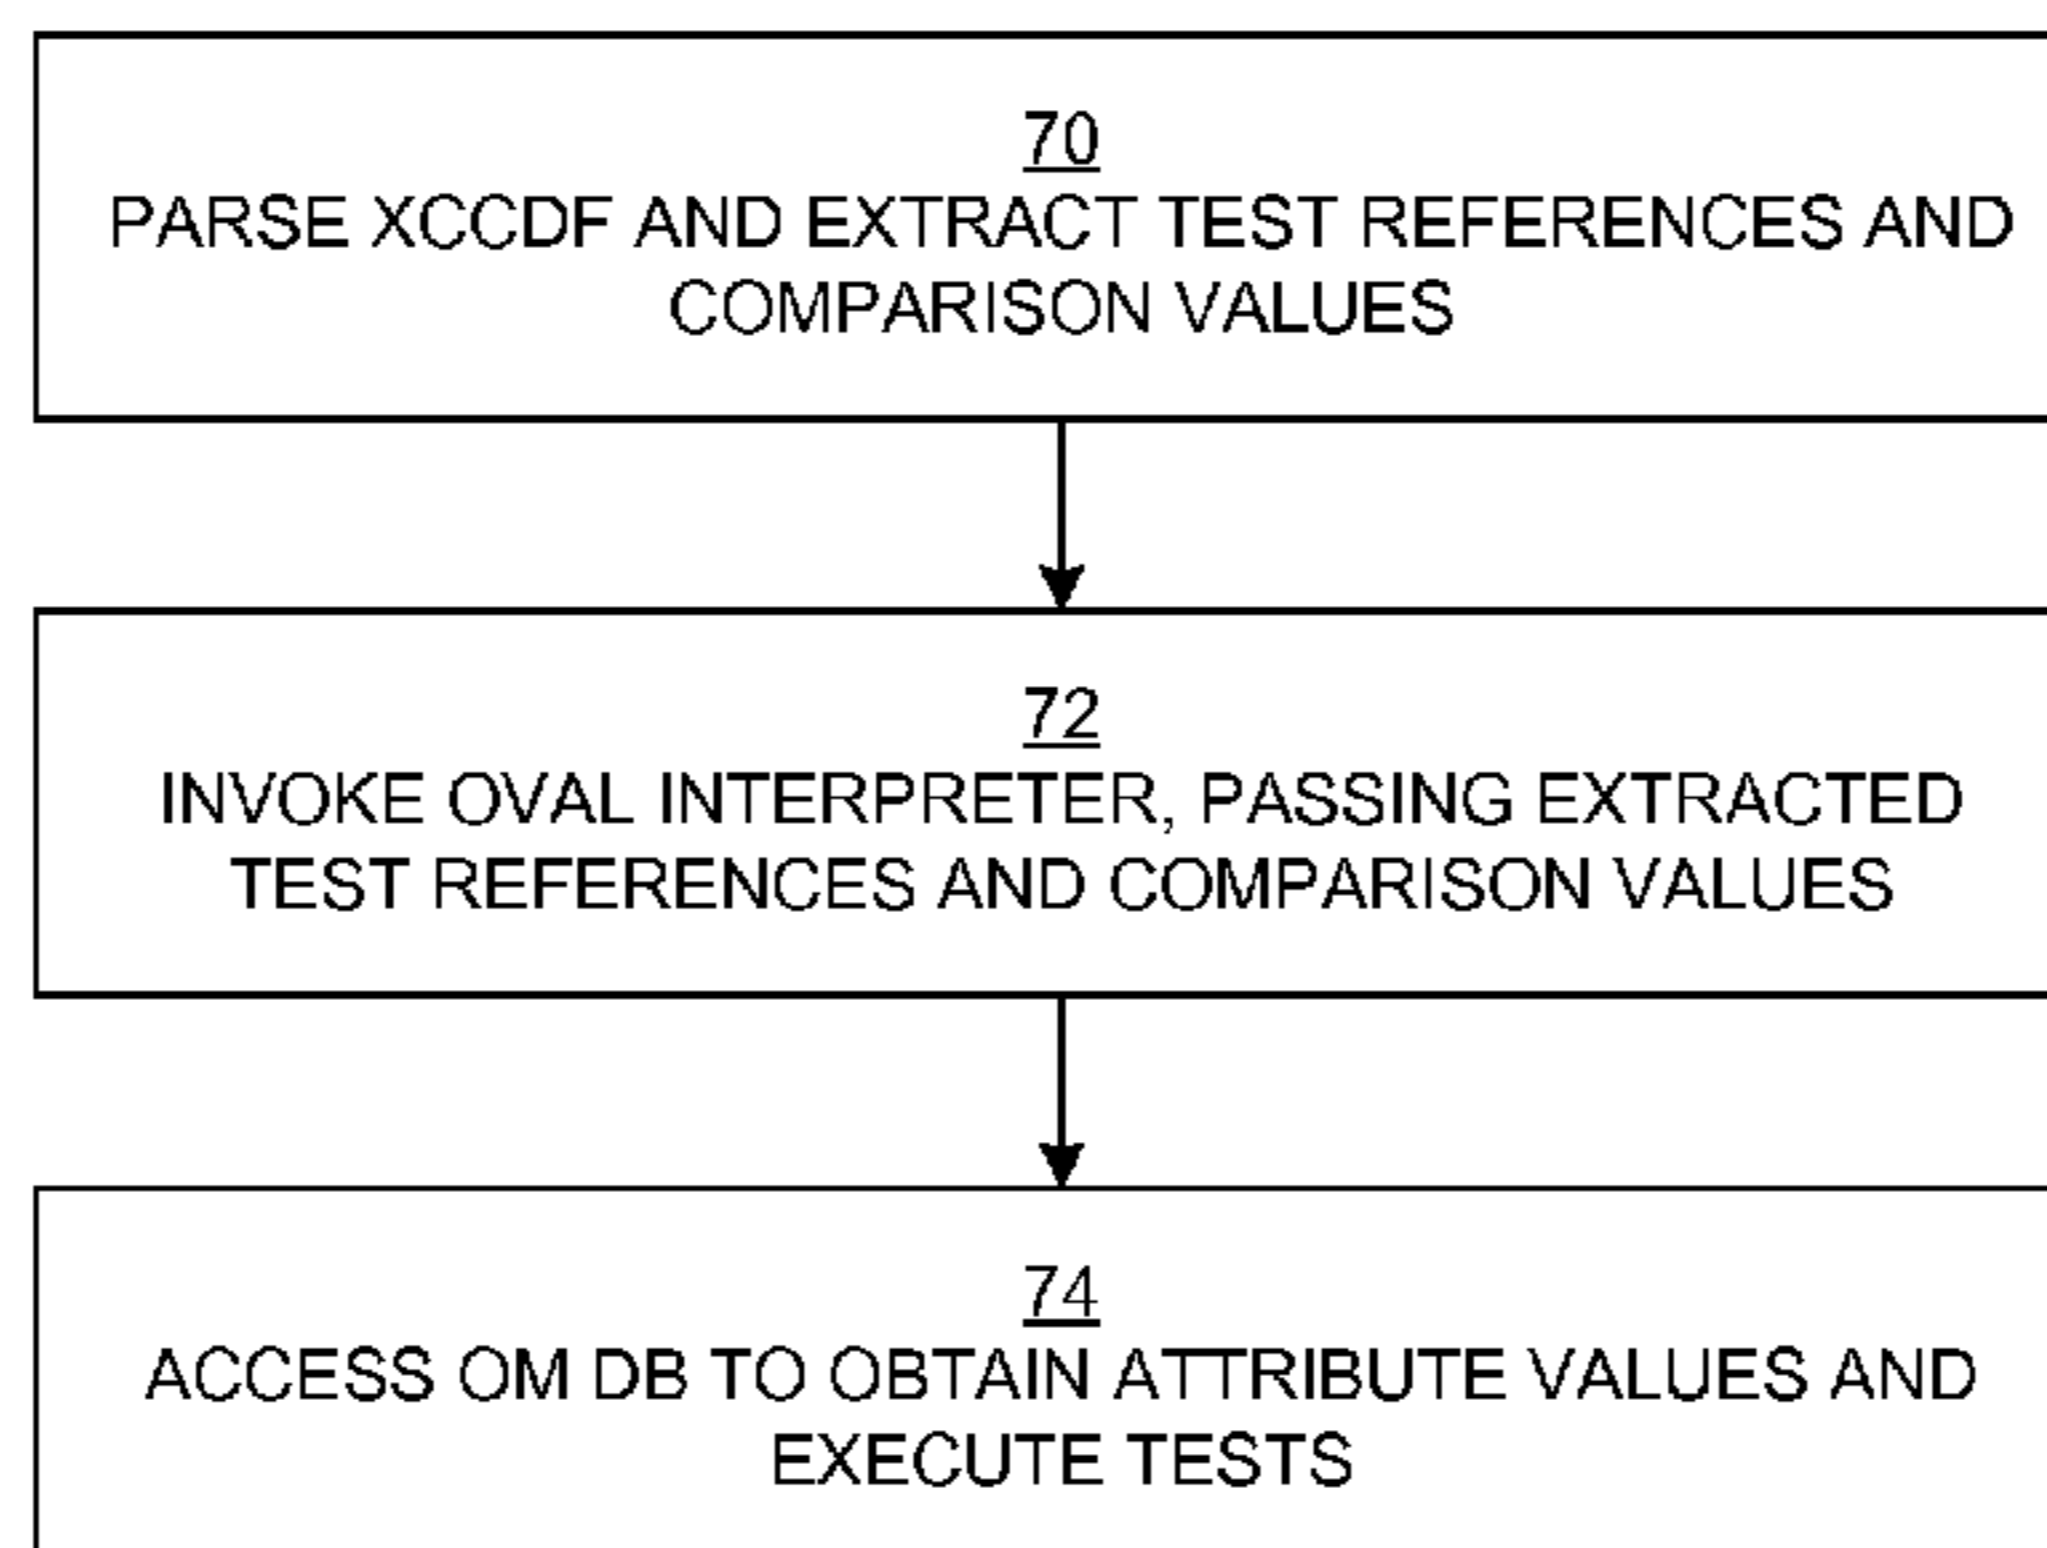 70
PARSE XCCDF AND EXTRACT TEST REFERENCES AND
COMPARISON VALUES
72
INVOKE OVAL INTERPRETER, PASSING EXTRACTED
TEST REFERENCES AND COMPARISON VALUES
74
ACCESS OM DB TO OBTAIN ATTRIBUTE VALUES AND
EXECUTE TESTS